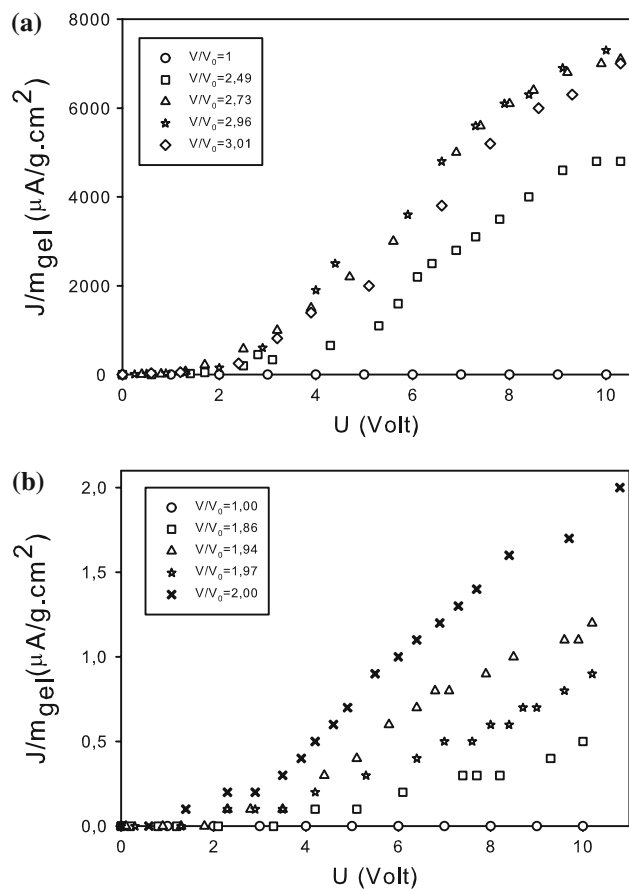 (a)
8000
6000
4000
2000
0
J/mgel (μA/g.cm²)
V/V₀=1
V/V₀=2,49
V/V₀=2,73
V/V₀=2,96
V/V₀=3,01
0 2 4 6 8 10
U (Volt)
(b)
2,0
1,5
1,0
0,5
0,0
J/mgel(μA/g.cm²)
V/V₀=1,00
V/V₀=1,86
V/V₀=1,94
V/V₀=1,97
V/V₀=2,00
0 2 4 6 8 10
U (Volt)